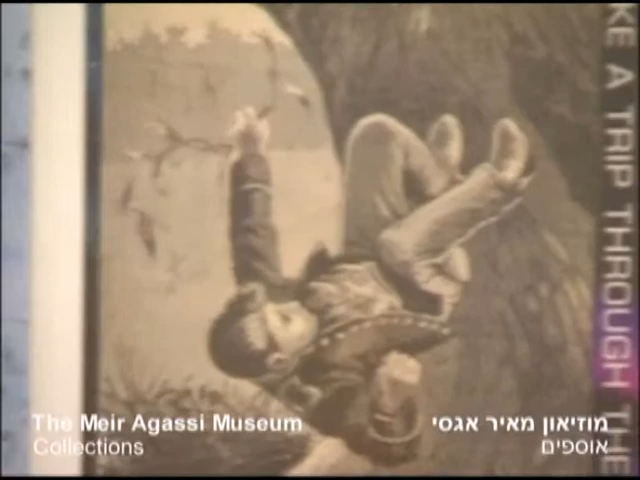 KE A TRIP THROUGH THE
The Meir Agassi Museum
Collections
מוזיאון מאיר אגסי
אוספים